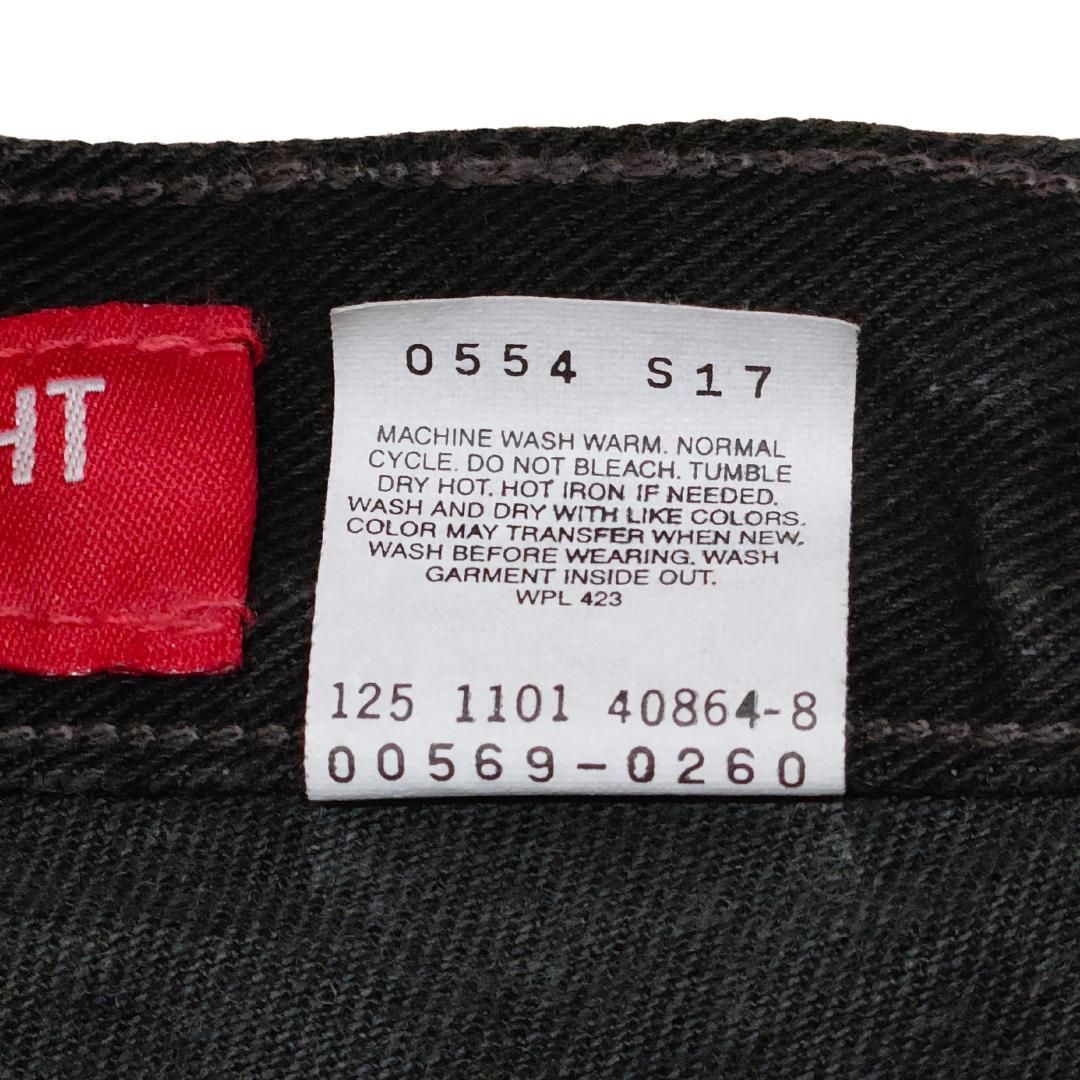 HT
0554 S17
MACHINE WASH WARM. NORMAL
CYCLE. DO NOT BLEACH. TUMBLE
DRY HOT. HOT IRON IF NEEDED.
WASH AND DRY WITH LIKE COLORS.
COLOR MAY TRANSFER WHEN NEW.
WASH BEFORE WEARING. WASH
GARMENT INSIDE OUT.
WPL 423
125 1101 40864-8
00569-0260